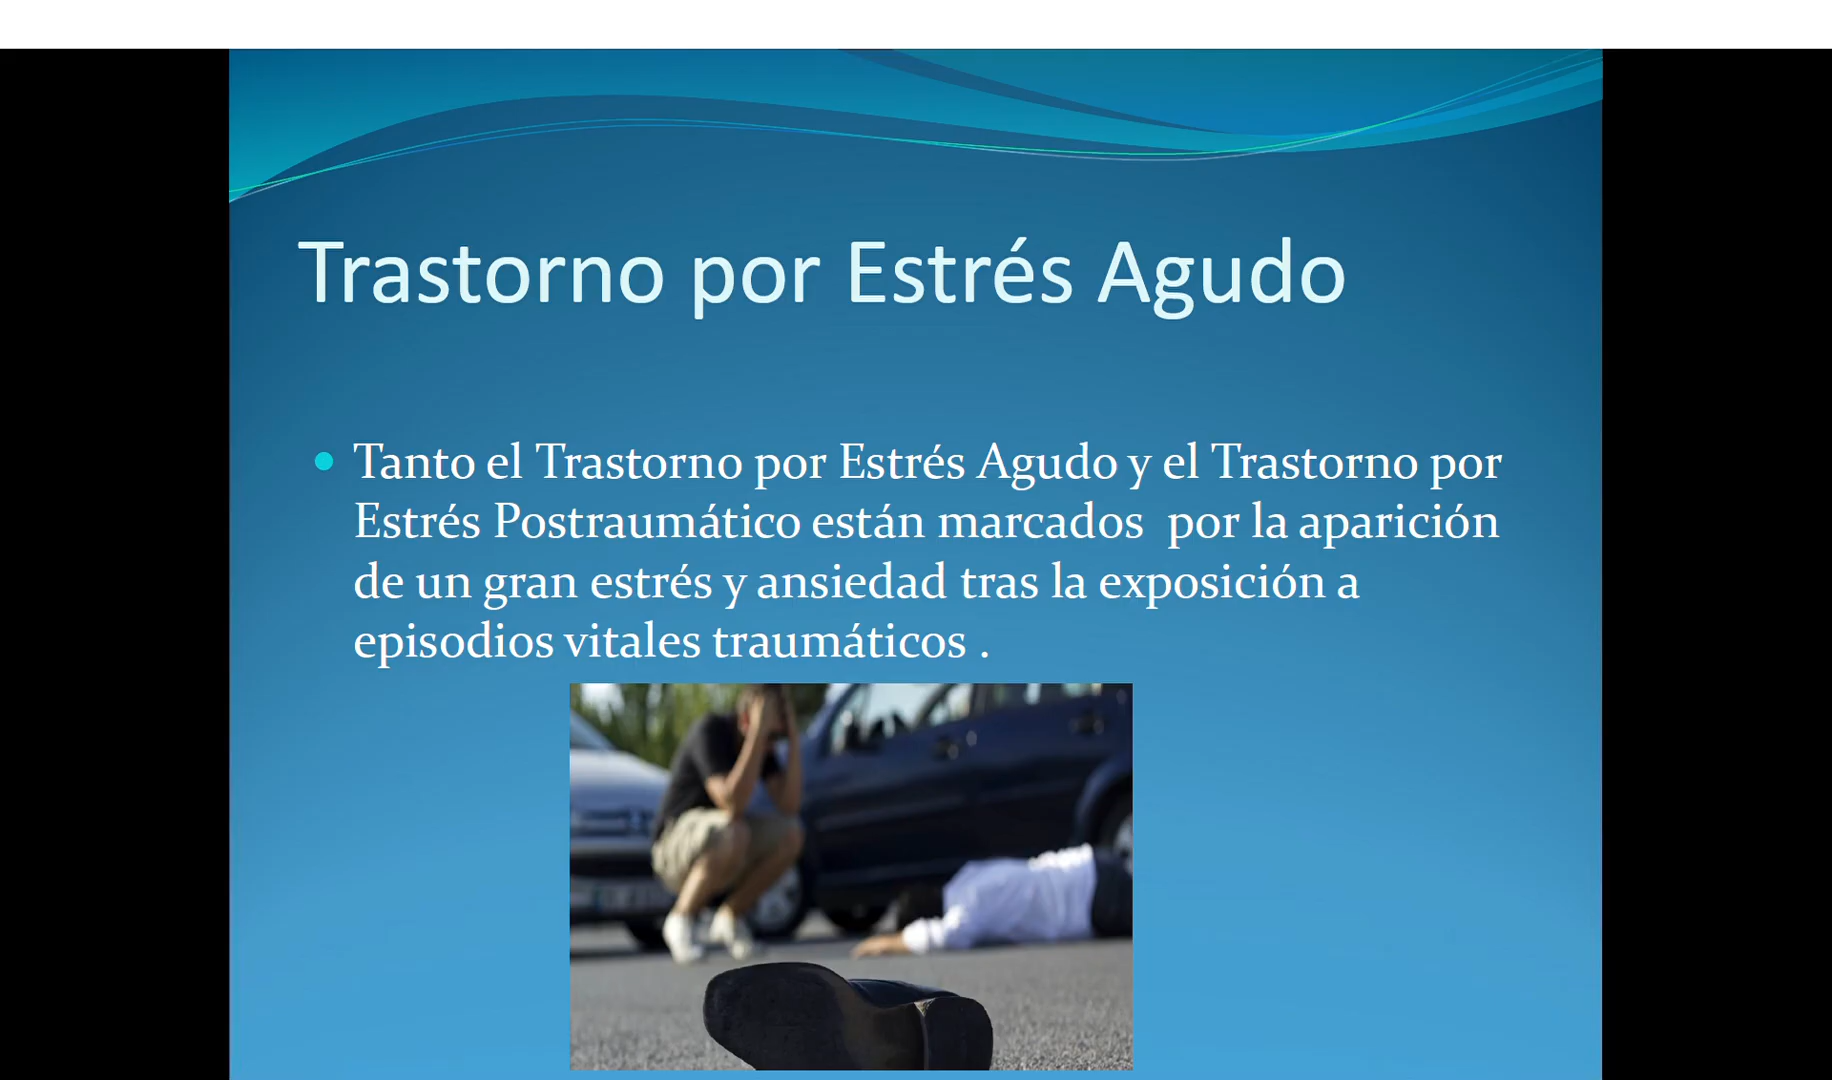 Trastorno por Estrés Agudo
Tanto el Trastorno por Estrés Agudo y el Trastorno por
Estrés Postraumático están marcados  por la aparición
de un gran estrés y ansiedad tras la exposición a
episodios vitales traumáticos .